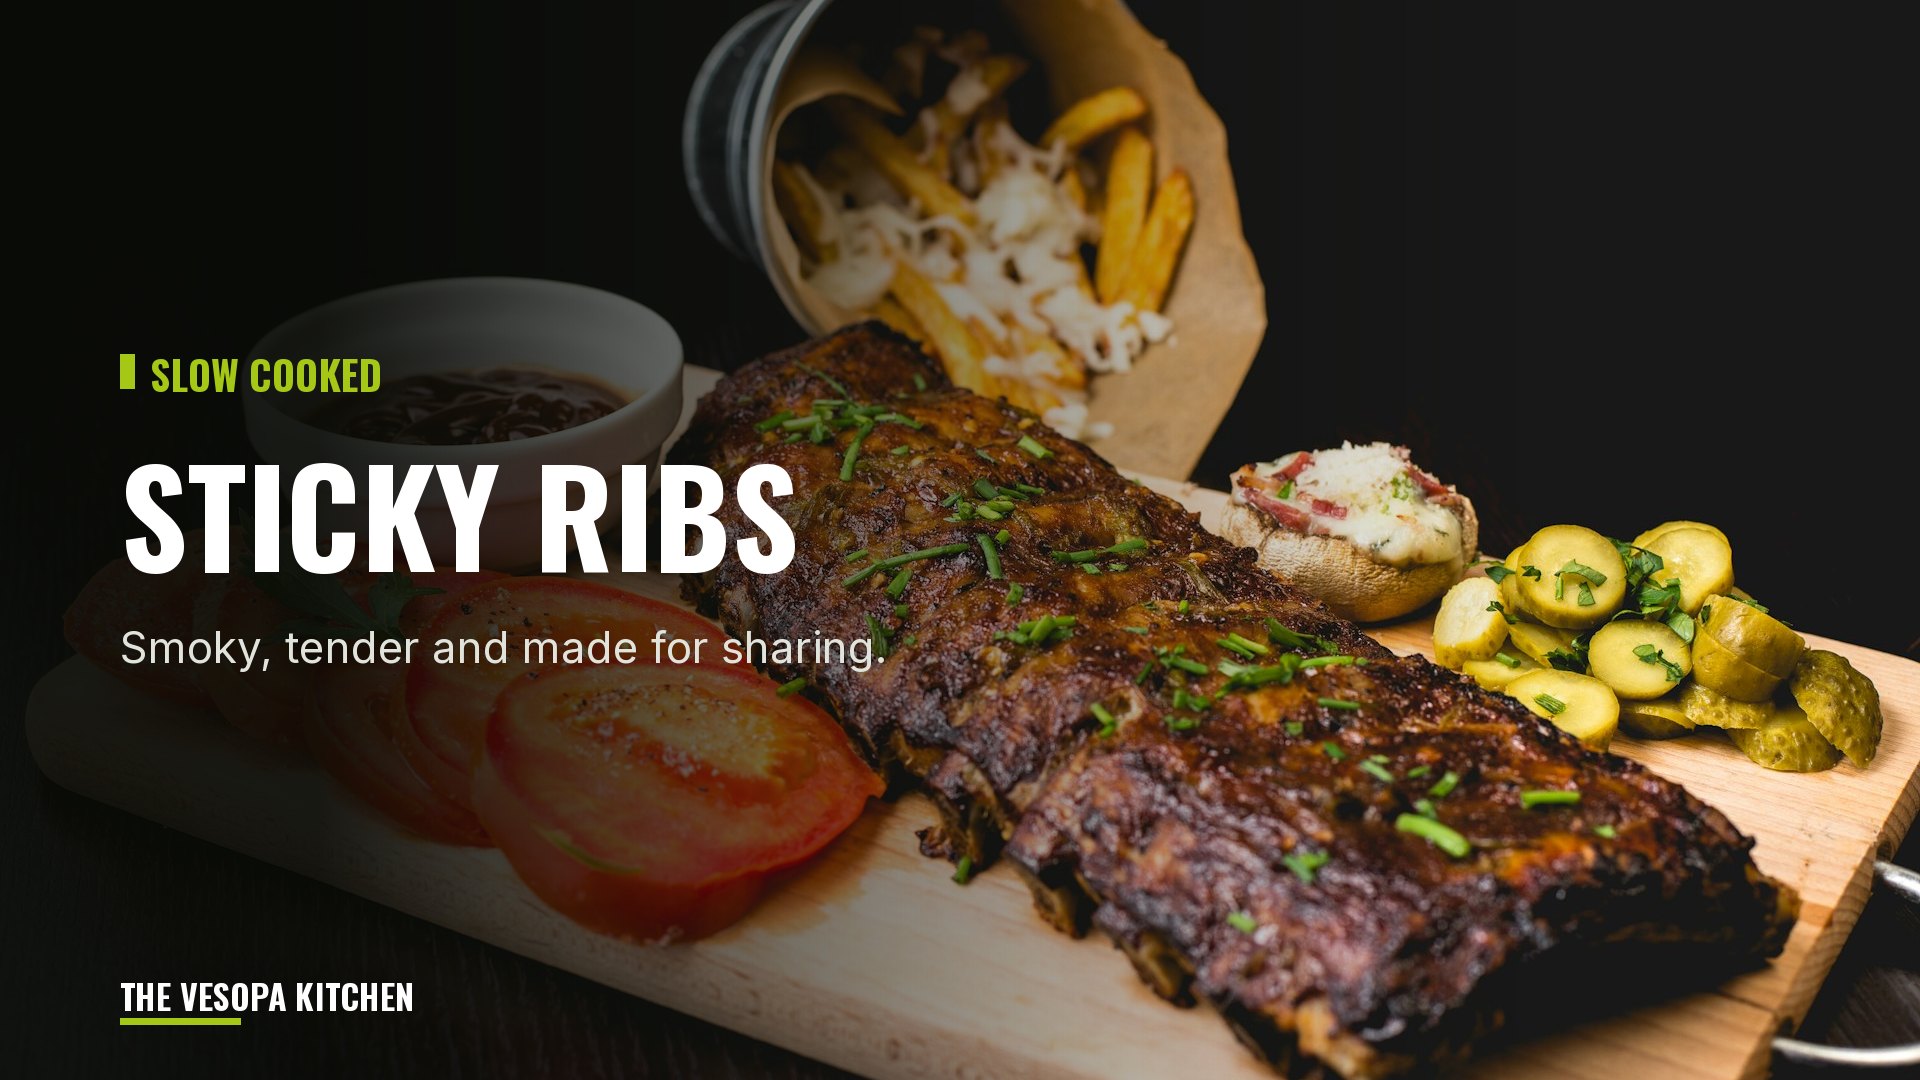 SLOW COOKED
STICKY RIBS
Smoky, tender and made for sharing.
THE VESOPA KITCHEN